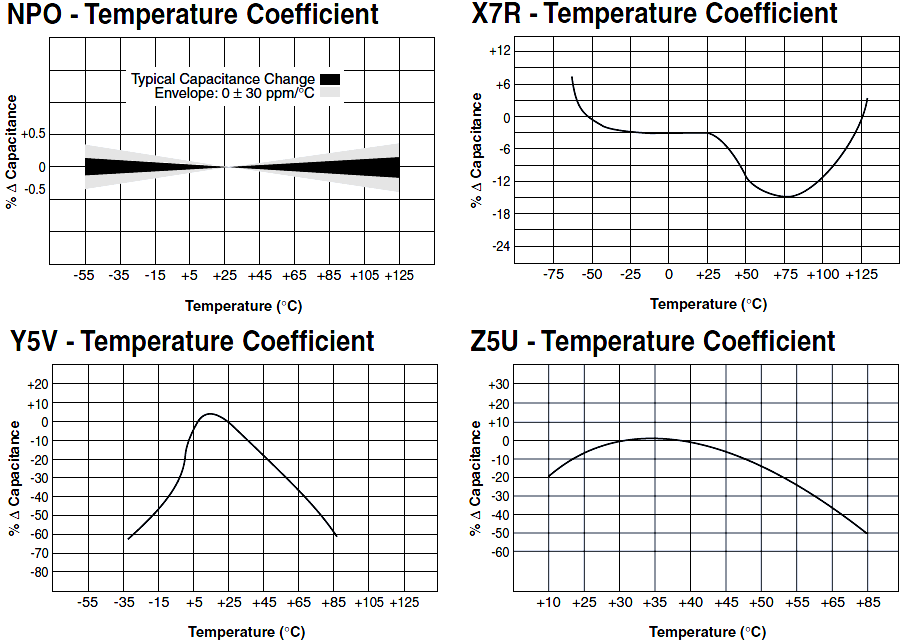 NPO - Temperature Coefficient
Typical Capacitance Change
Envelope: 0 ± 30 ppm/°C
% Δ Capacitance
+0.5
0
-0.5
-55 -35 -15 +5 +25 +45 +65 +85 +105 +125
Temperature (°C)
X7R - Temperature Coefficient
% Δ Capacitance
+12
+6
0
-6
-12
-18
-24
-75 -50 -25 0 +25 +50 +75 +100 +125
Temperature (°C)
Y5V - Temperature Coefficient
% Δ Capacitance
+20
+10
0
-10
-20
-30
-40
-50
-60
-70
-80
-55 -35 -15 +5 +25 +45 +65 +85 +105 +125
Temperature (°C)
Z5U - Temperature Coefficient
% Δ Capacitance
+30
+20
+10
0
-10
-20
-30
-40
-50
-60
+10 +25 +30 +35 +40 +45 +50 +55 +65 +85
Temperature (°C)